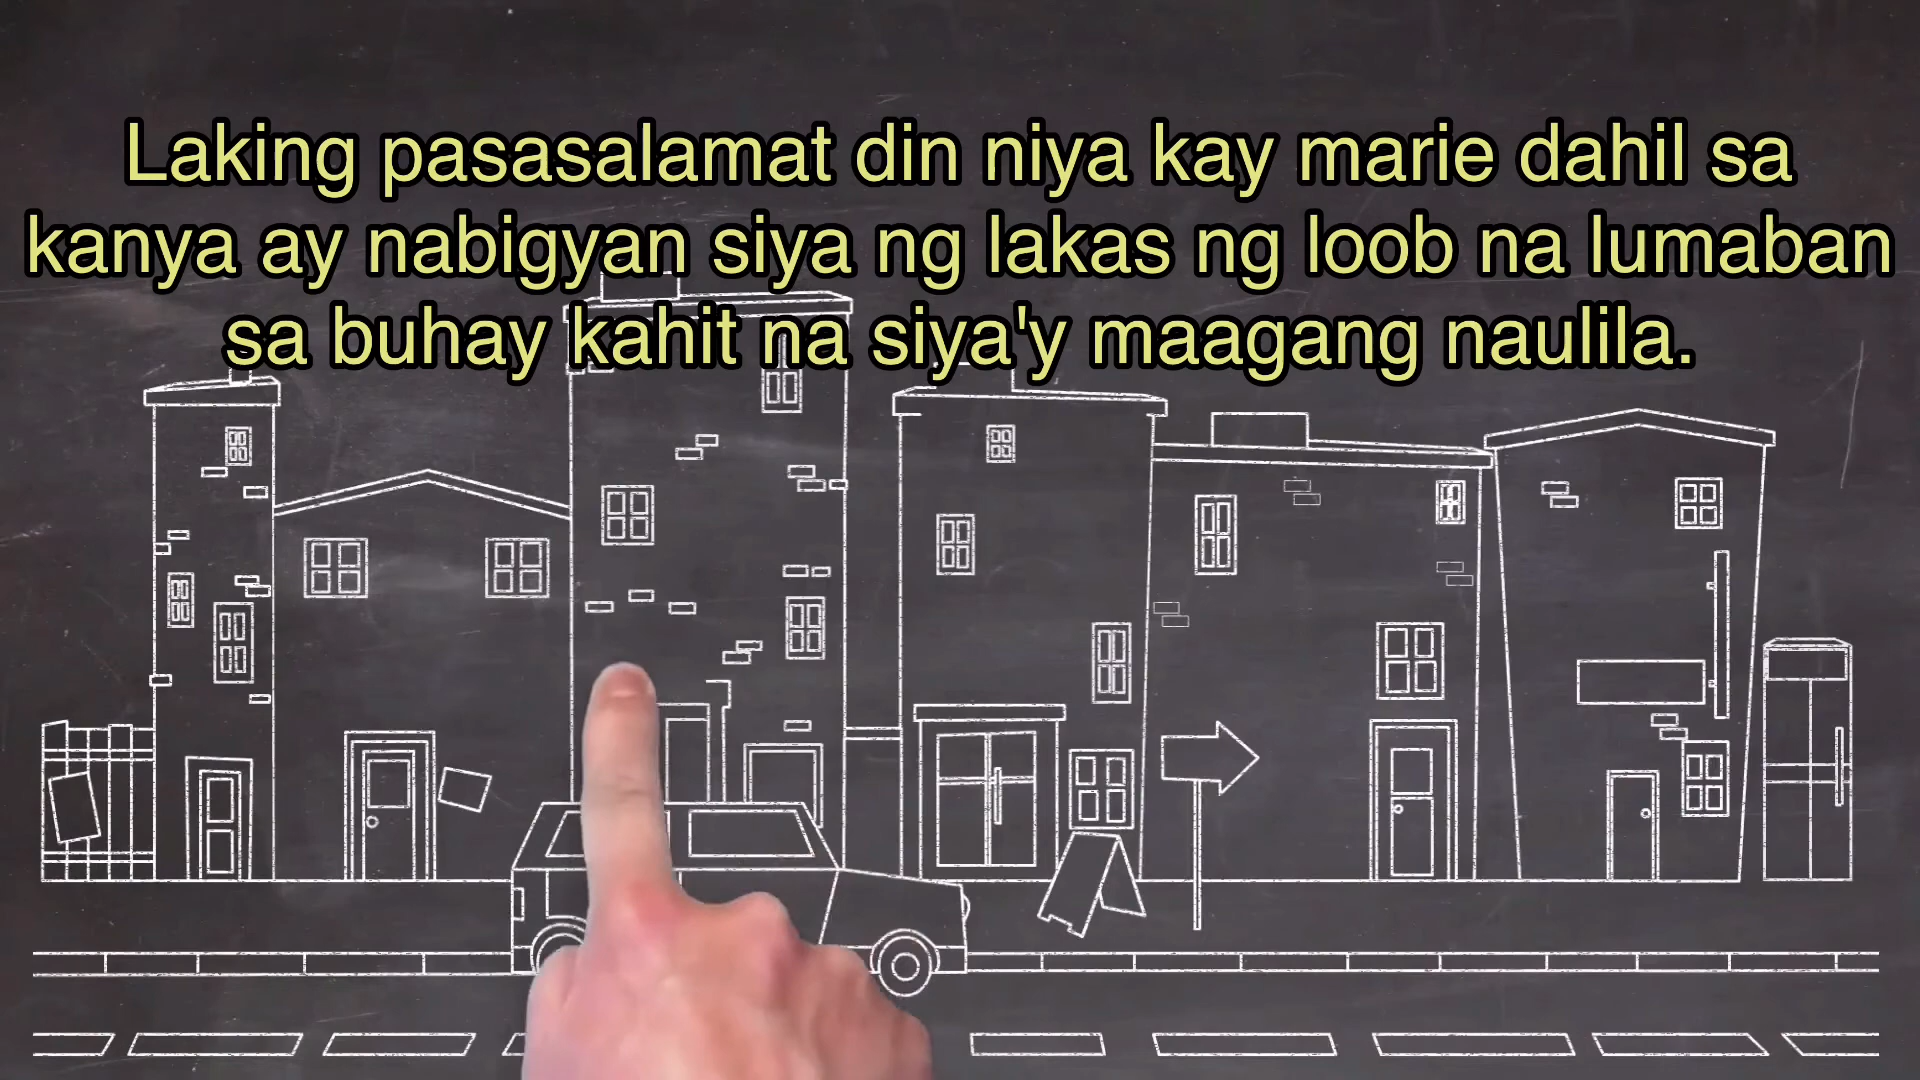 Laking pasasalamat din niya kay marie dahil sa
kanya ay nabigyan siya ng lakas ng loob na lumaban
sa buhay kahit na siya'y maagang naulila.